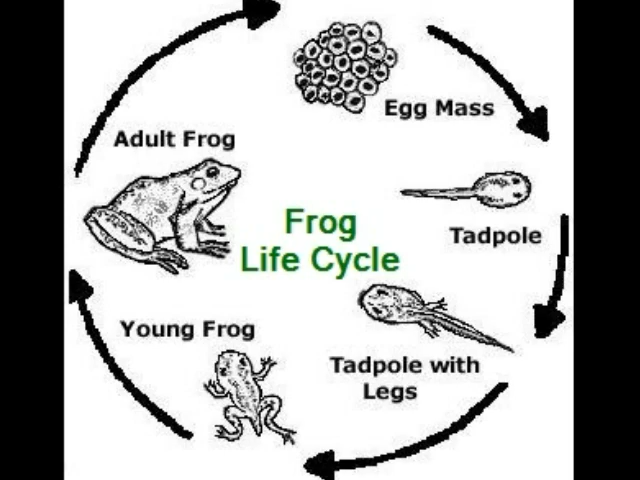 Egg Mass
Adult Frog
Tadpole
Frog
Life Cycle
Young Frog
Tadpole with
Legs